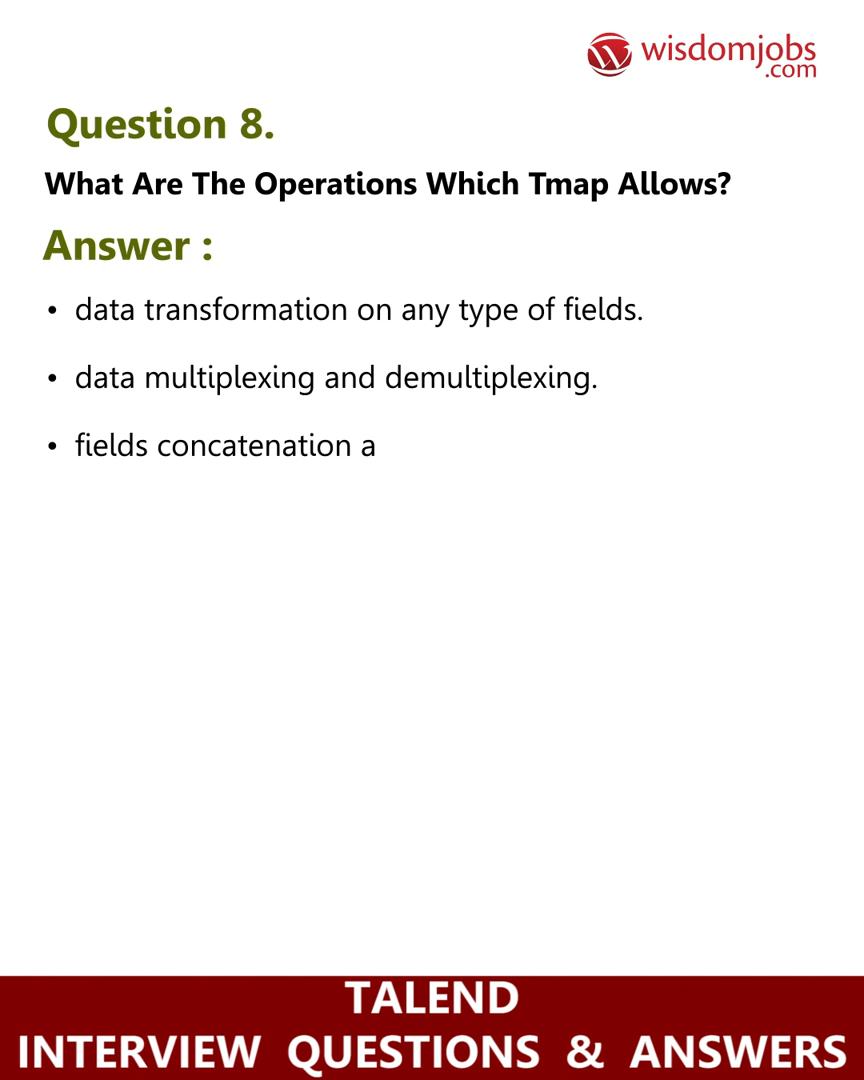 wisdomjobs
.com
Question 8.
What Are The Operations Which Tmap Allows?
Answer :
• data transformation on any type of fields.
• data multiplexing and demultiplexing.
• fields concatenation a
TALEND
INTERVIEW QUESTIONS & ANSWERS